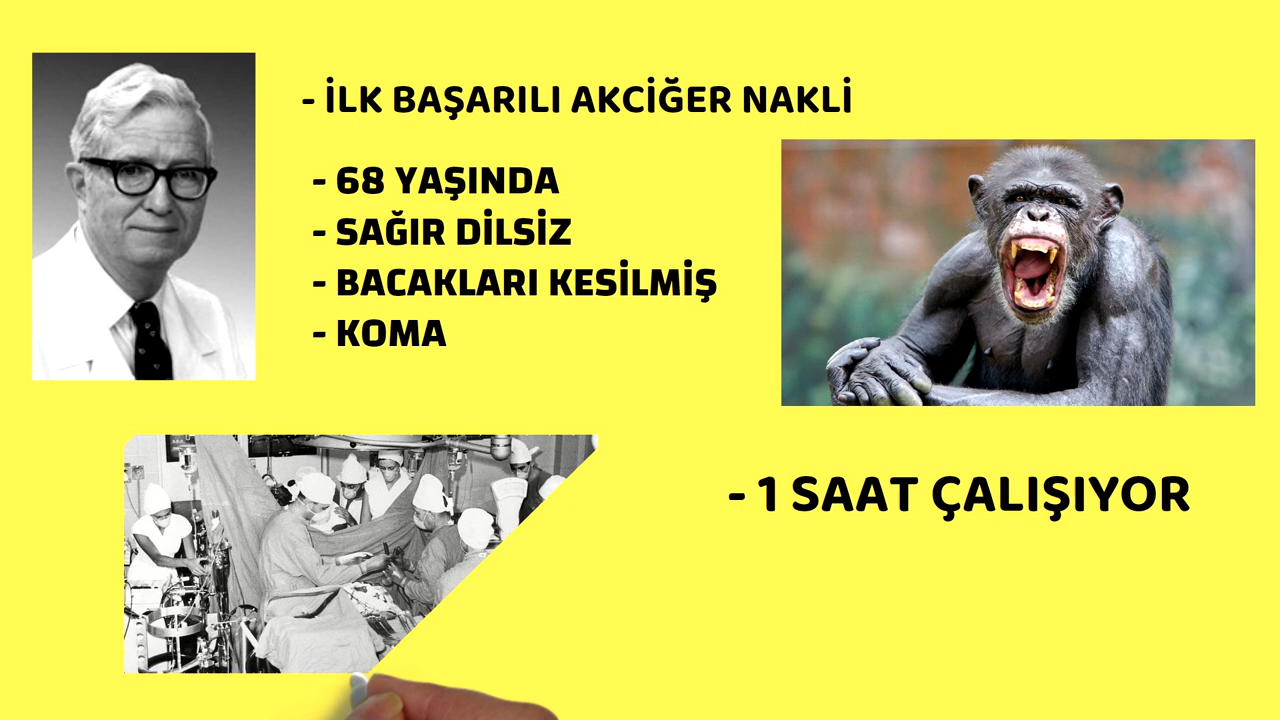 - İLK BAŞARILI AKCİĞER NAKLİ
- 68 YAŞINDA
- SAĞIR DİLSİZ
- BACAKLARI KESİLMİŞ
- KOMA
- 1 SAAT ÇALIŞIYOR